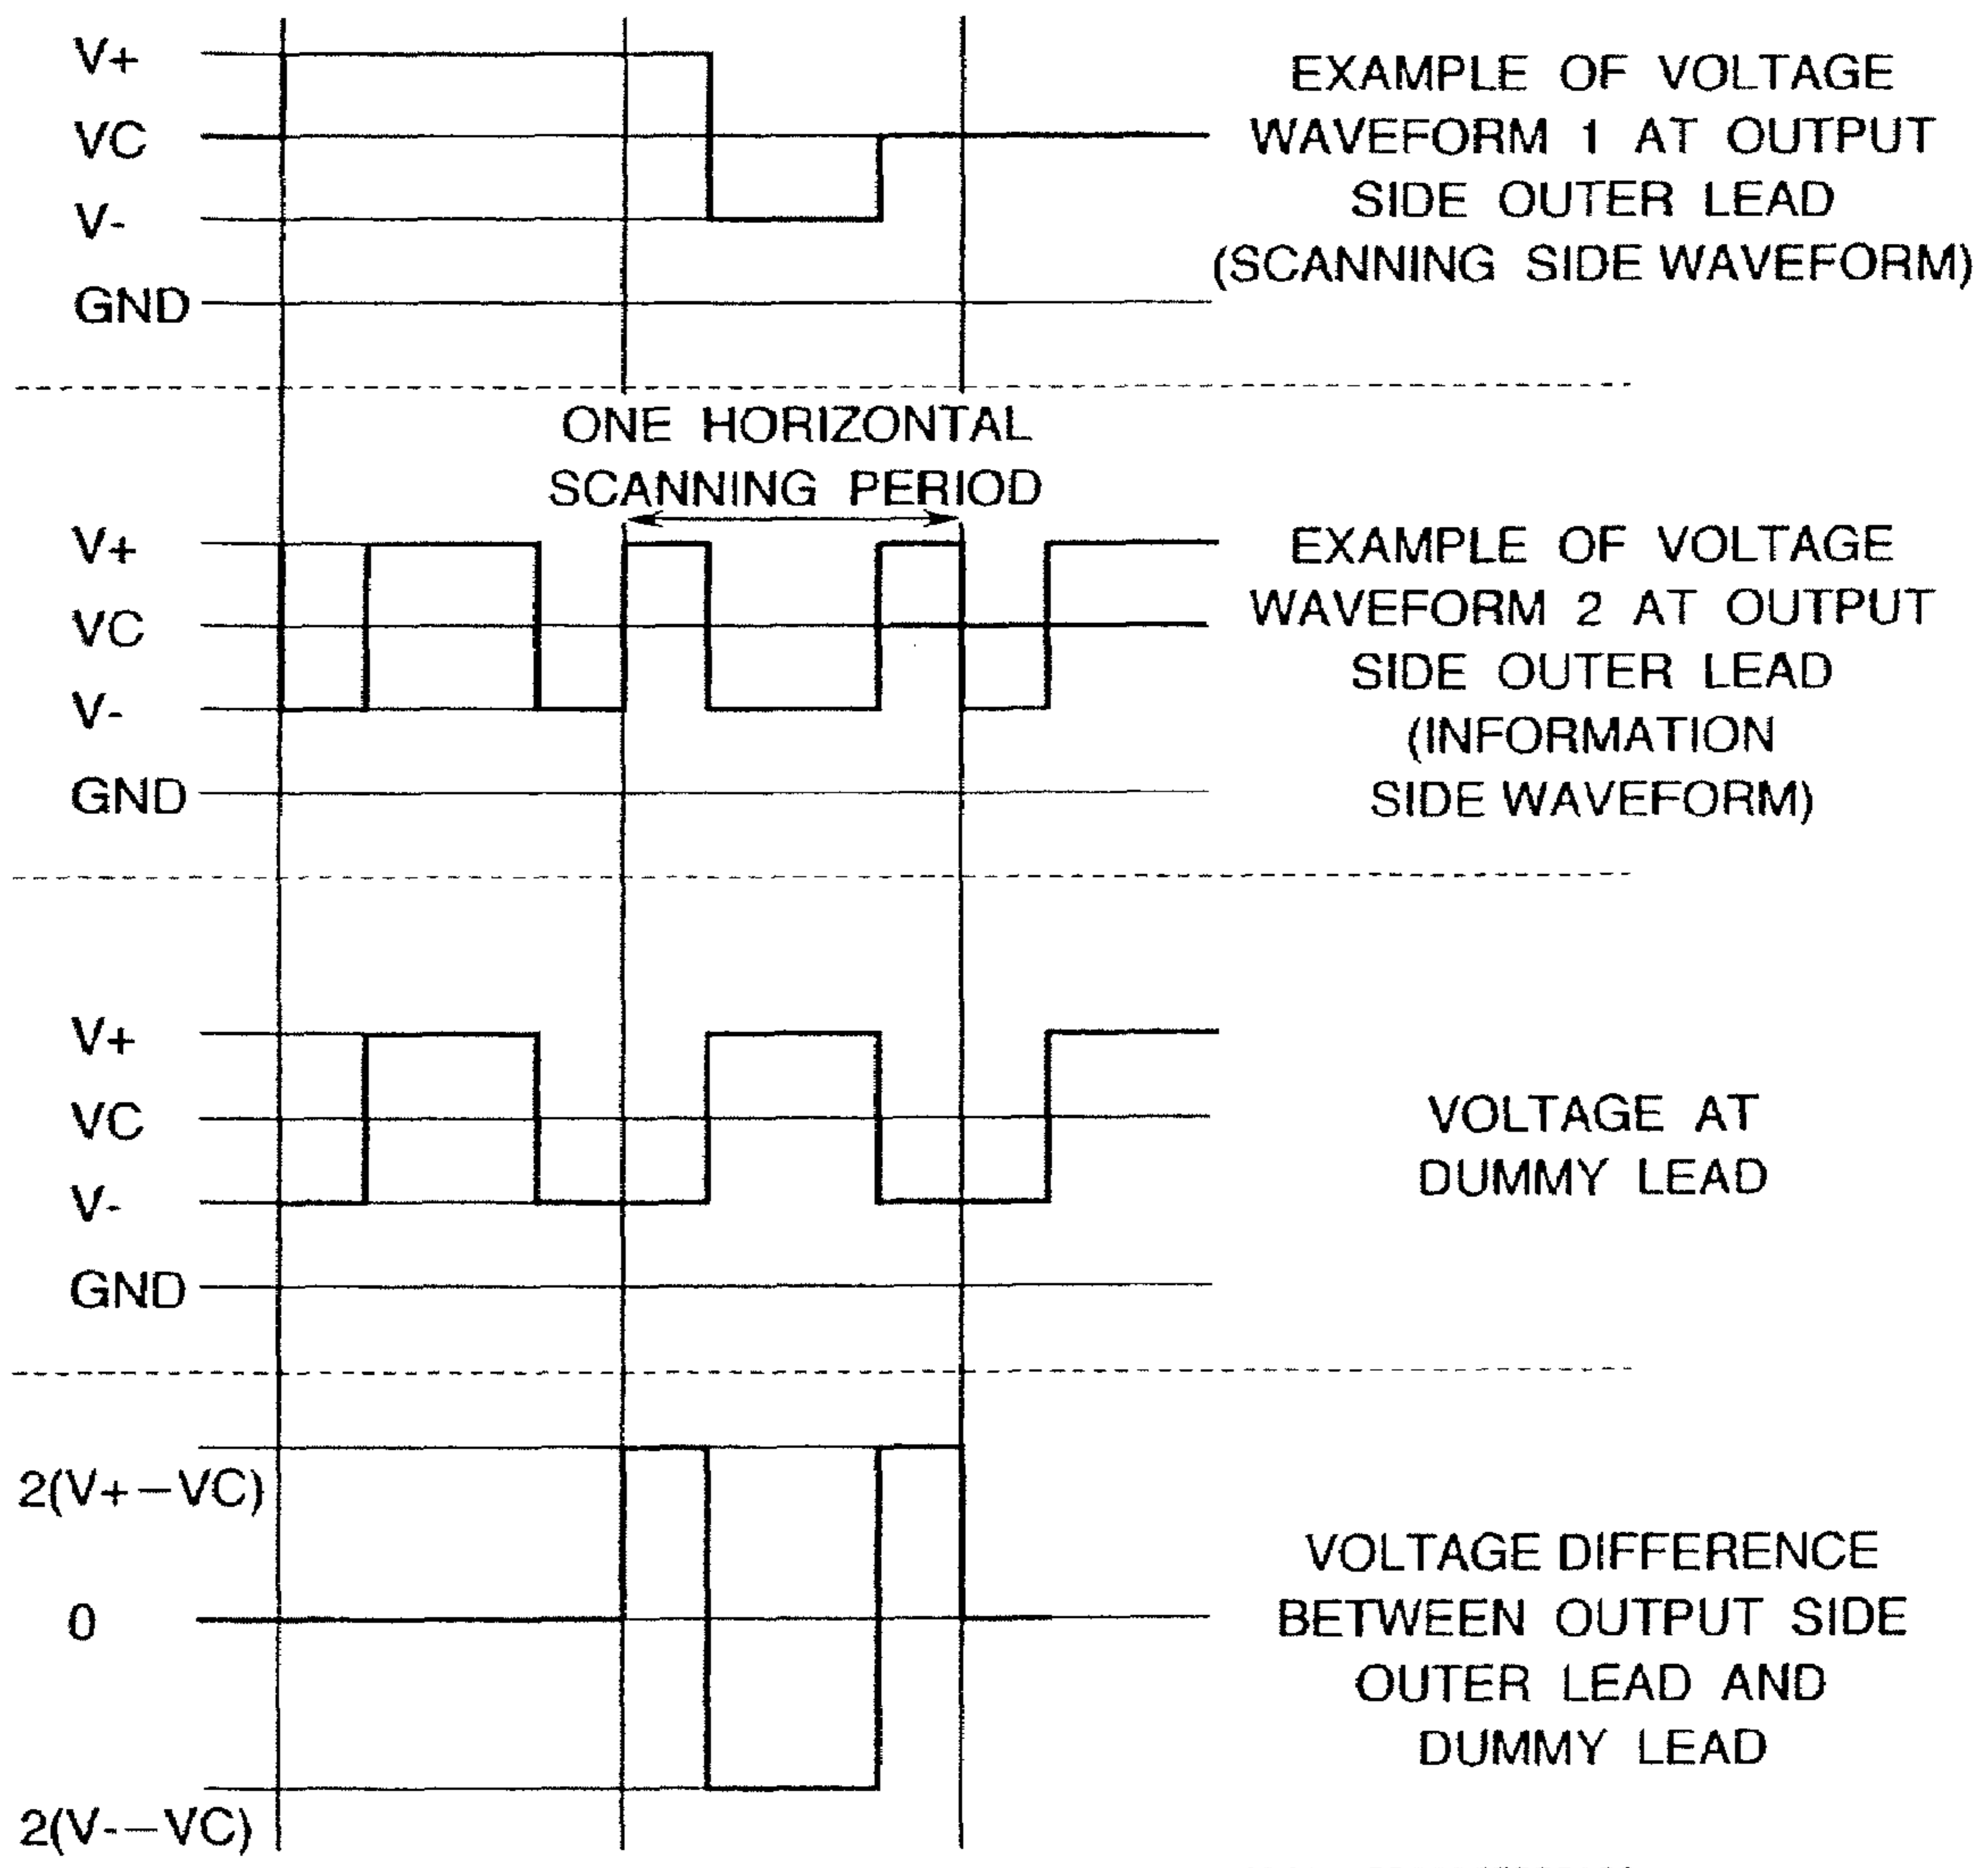 V+
VC
V-
GND
EXAMPLE OF VOLTAGE
WAVEFORM 1 AT OUTPUT
SIDE OUTER LEAD
(SCANNING SIDE WAVEFORM)
ONE HORIZONTAL
SCANNING PERIOD
V+
VC
V-
GND
EXAMPLE OF VOLTAGE
WAVEFORM 2 AT OUTPUT
SIDE OUTER LEAD
(INFORMATION
SIDE WAVEFORM)
V+
VC
V-
GND
VOLTAGE AT
DUMMY LEAD
2(V+−VC)
0
2(V-−VC)
VOLTAGE DIFFERENCE
BETWEEN OUTPUT SIDE
OUTER LEAD AND
DUMMY LEAD